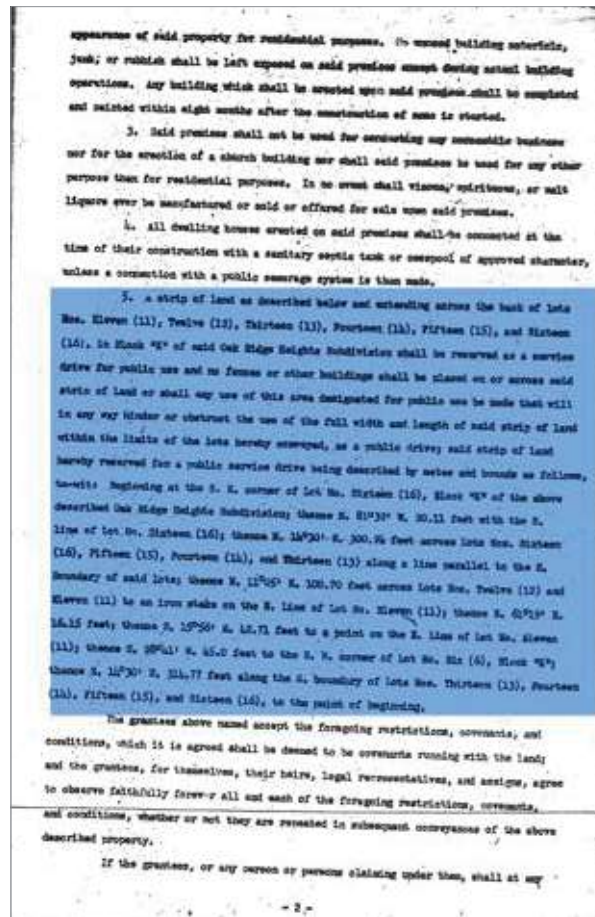 appearance of said property for residential purposes. No unused building materials,
junk, or rubbish shall be left exposed on said premises except during actual building
operations. Any building which shall be erected upon said premises shall be completed
and painted within eight months after the construction of same is started.
3. Said premises shall not be used for conducting any business
nor for the erection of a church building nor shall said premises be used for any other
purpose than for residential purposes. In no event shall vinous, spirituous, or malt
liquors ever be manufactured or sold or offered for sale upon said premises.
4. All dwelling houses erected on said premises shall be connected at the
time of their construction with a sanitary septic tank or cesspool of approved character,
unless a connection with a public sewerage system is then made.
5. A strip of land as described below and extending across the back of lots
Nos. Eleven (11), Twelve (12), Thirteen (13), Fourteen (14), Fifteen (15), and Sixteen
(16), in Block "K" of said Oak Ridge Heights Subdivision shall be reserved as a service
drive for public use and no fences or other buildings shall be placed on or across said
strip of land or shall any use of this area designated for public use be made that will
in any way hinder or obstruct the use of the full width and length of said strip of land
within the limits of the lots hereby conveyed, as a public drive; said strip of land
hereby reserved for a public service drive being described by metes and bounds as follows,
to-wit: Beginning at the corner of Lot No. Sixteen (16), Block of the above
described Oak Ridge Heights Subdivision; thence feet with the
line of Lot No. Sixteen (16); thence feet across Lots Nos. Sixteen
(16), Fifteen (15), Fourteen (14), and Thirteen (13) along a line parallel to the
boundary of said lots; thence feet across Lots Nos. Twelve (12) and
Eleven (11) to an iron stake on the line of Lot No. Eleven (11); thence
feet; thence feet to a point on the line of Lot No. Eleven
(11); thence feet to the corner of Lot No. Six (6), Block
thence feet along the boundary of Lots Nos. Thirteen (13), Fourteen
(14), Fifteen (15), and Sixteen (16), to the point of beginning.
The grantees above named accept the foregoing restrictions, covenants, and
conditions, which it is agreed shall be deemed to be covenants running with the land;
and the grantees, for themselves, their heirs, legal representatives, and assigns, agree
to observe faithfully forever all and each of the foregoing restrictions, covenants,
and conditions, whether or not they are repeated in subsequent conveyances of the above
described property.
If the grantees, or any person or persons claiming under them, shall at any
- 2 -